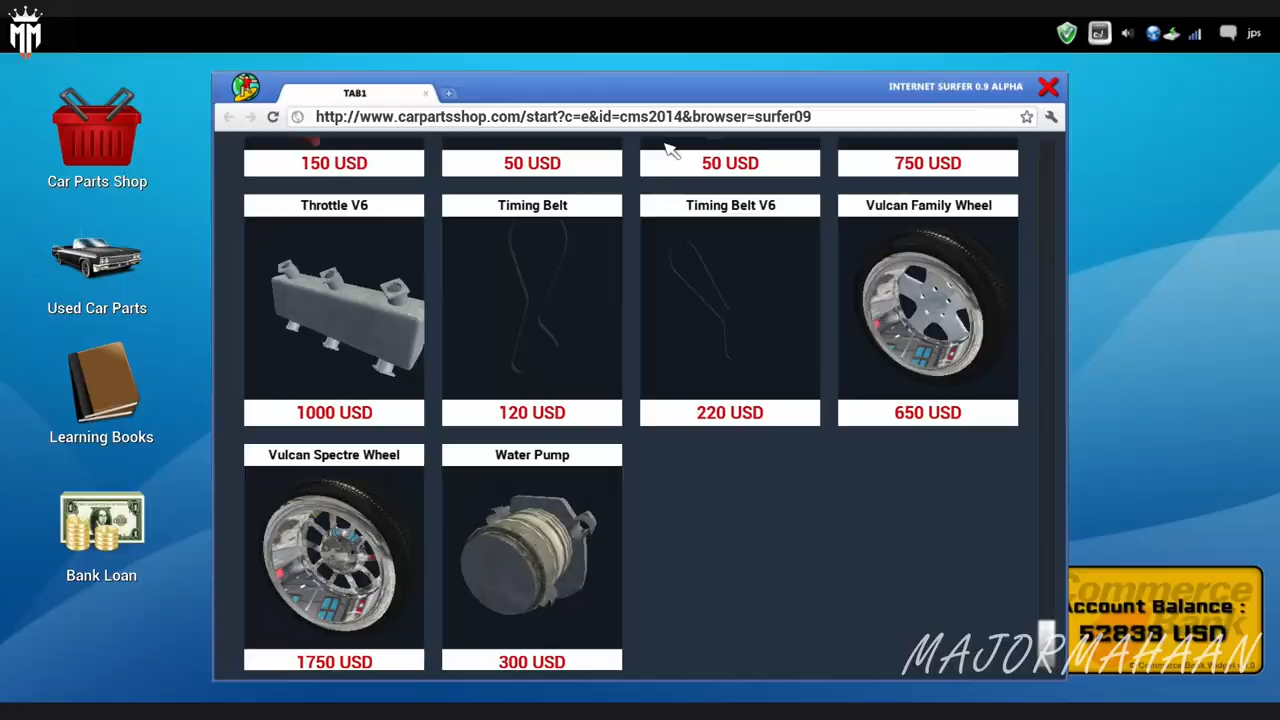 MM
jps
TAB1
INTERNET SURFER 0.9 ALPHA
http://www.carpartsshop.com/start?c=e&id=cms2014&browser=surfer09
Car Parts Shop
Used Car Parts
Learning Books
Bank Loan
150 USD
50 USD
50 USD
750 USD
Throttle V6
Timing Belt
Timing Belt V6
Vulcan Family Wheel
1000 USD
120 USD
220 USD
650 USD
Vulcan Spectre Wheel
Water Pump
1750 USD
300 USD
Commerce
Bank
Account Balance :
MAJORMAHAAN